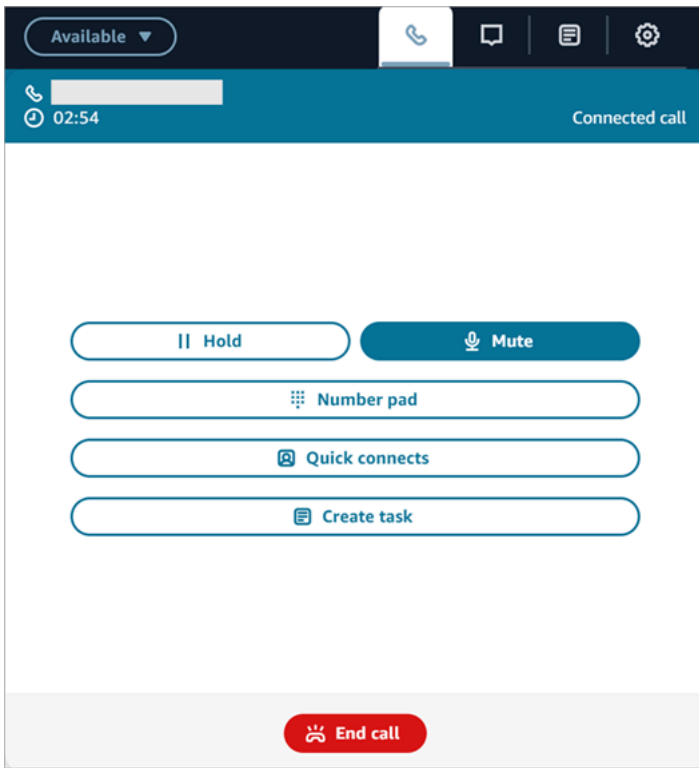 Available
02:54
Connected call
Hold
Mute
Number pad
Quick connects
Create task
End call